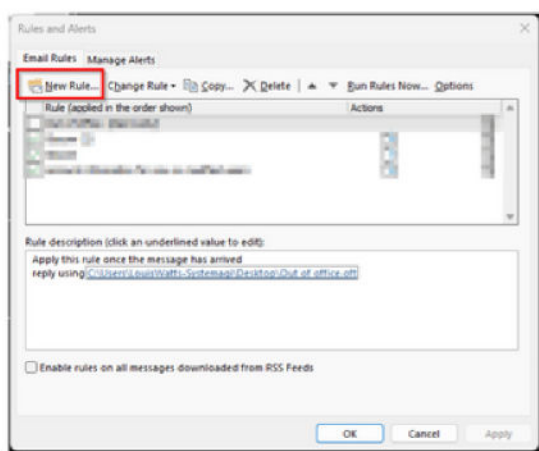 Rules and Alerts
Email Rules Manage Alerts
New Rule... Change Rule Copy... Delete Run Rules Now... Options
Rule (applied in the order shown) Actions
Rule description (click an underlined value to edit):
Apply this rule once the message has arrived
reply using C:\Users\LouisWatts-Systemagi\Desktop\Out of office.oft
Enable rules on all messages downloaded from RSS Feeds
OK Cancel Apply